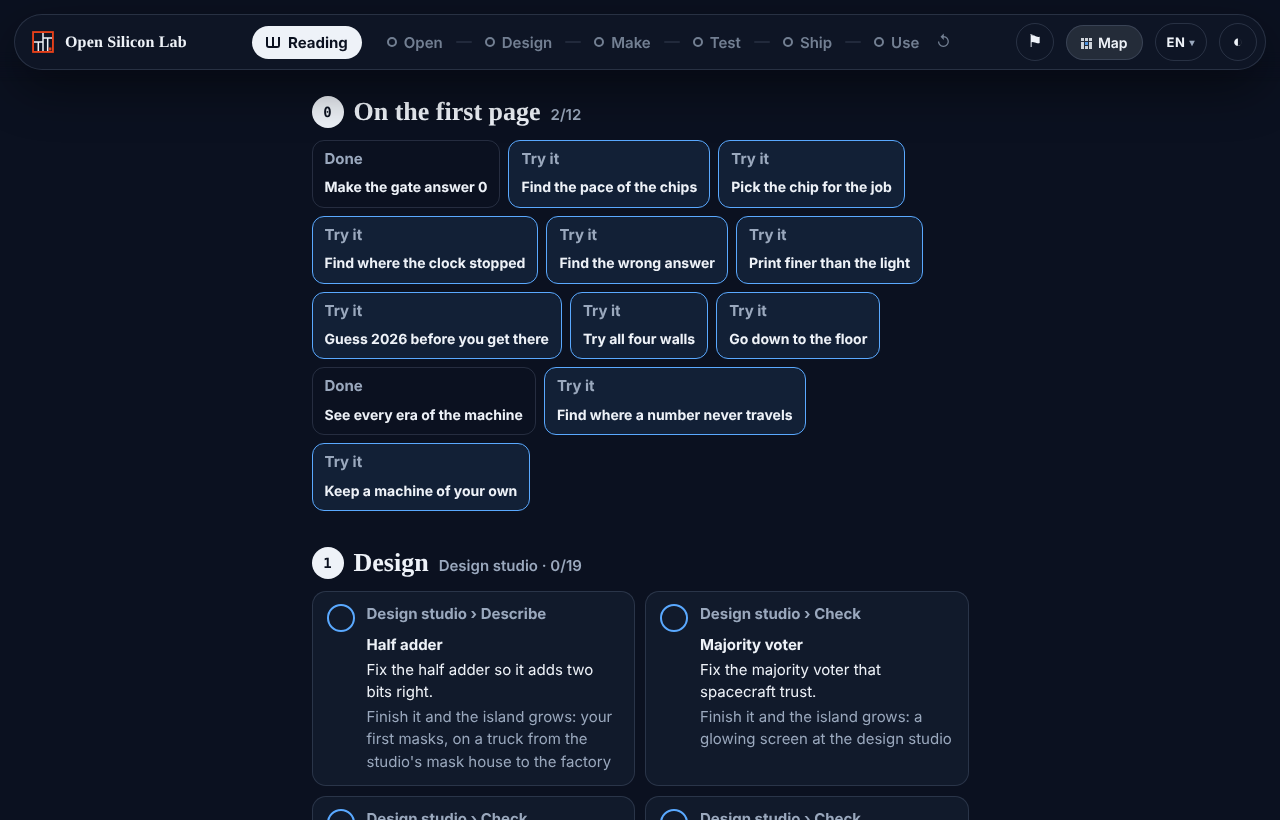 Open Silicon Lab
Reading
Open
Design
Make
Test
Ship
Use
Map
EN
0 On the first page 2/12
Done
Make the gate answer 0
Try it
Find the pace of the chips
Try it
Pick the chip for the job
Try it
Find where the clock stopped
Try it
Find the wrong answer
Try it
Print finer than the light
Try it
Guess 2026 before you get there
Try it
Try all four walls
Try it
Go down to the floor
Done
See every era of the machine
Try it
Find where a number never travels
Try it
Keep a machine of your own
1 Design Design studio · 0/19
Design studio › Describe
Half adder
Fix the half adder so it adds two
bits right.
Finish it and the island grows: your
first masks, on a truck from the
studio's mask house to the factory
Design studio › Check
Majority voter
Fix the majority voter that
spacecraft trust.
Finish it and the island grows: a
glowing screen at the design studio
Design studio › Check
Design studio › Check